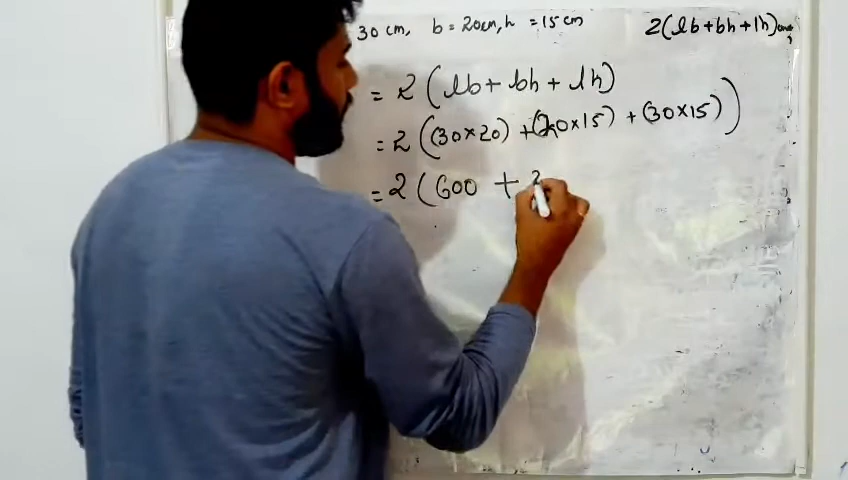 30 cm, b = 20cm, h = 15 cm 2(lb+bh+lh)
= 2 (lb + bh + lh)
= 2 ((30×20) + (20×15) + (30×15))
= 2 (600 +